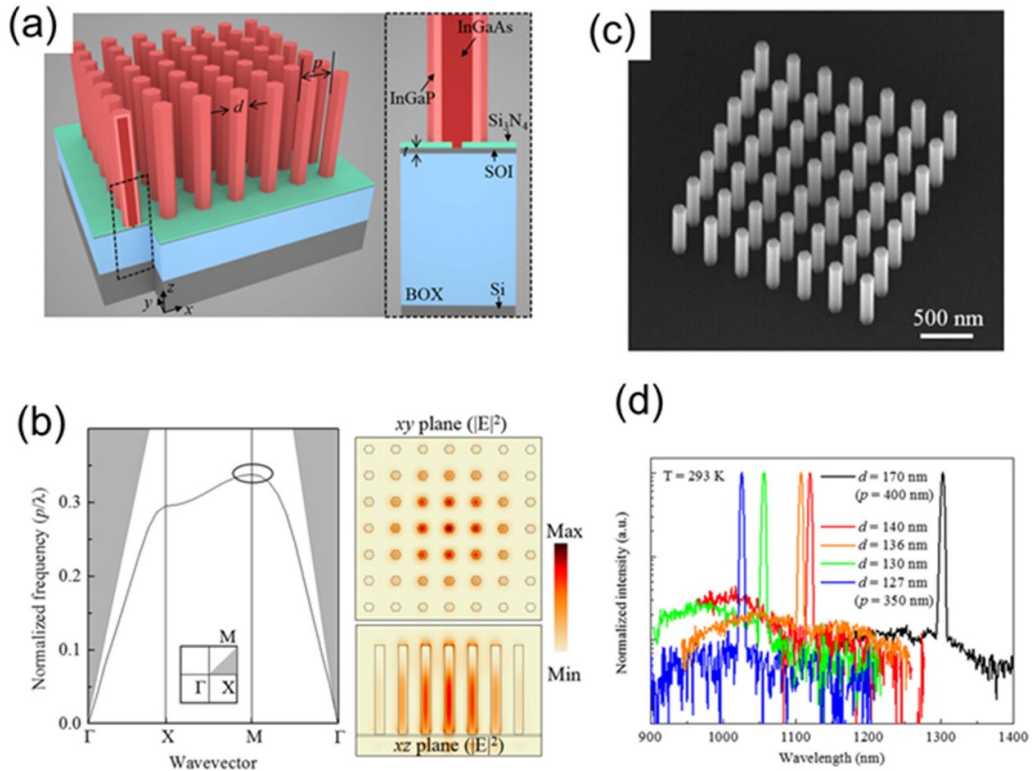 (a)
p
d
z
y
x
InGaAs
InGaP
Si3N4
t
SOI
BOX
Si
(c)
500 nm
(b)
Normalized frequency (p/λ)
0.3
0.2
0.1
0.0
Γ
X
M
Γ
Wavevector
M
Γ
X
xy plane (|E|²)
xz plane (|E|²)
Max
Min
(d)
Normalized intensity (a.u.)
T = 293 K
d = 170 nm
(p = 400 nm)
d = 140 nm
d = 136 nm
d = 130 nm
d = 127 nm
(p = 350 nm)
900 1000 1100 1200 1300 1400
Wavelength (nm)